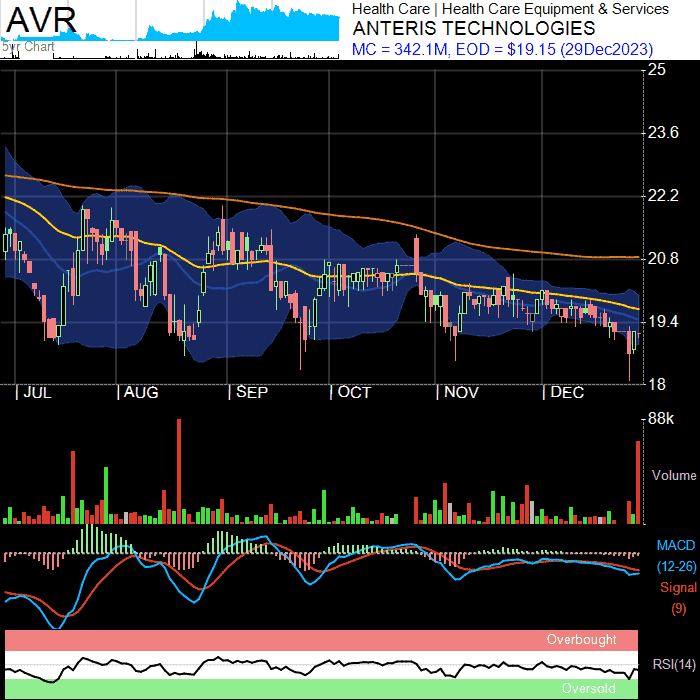 AVR
5yr Chart
Health Care | Health Care Equipment & Services
ANTERIS TECHNOLOGIES
MC = 342.1M, EOD = $19.15 (29Dec2023)
25
23.6
22.2
20.8
19.4
18
| JUL | AUG | SEP | OCT | NOV | DEC
88k
Volume
MACD
(12-26)
Signal
(9)
Overbought
RSI(14)
Oversold